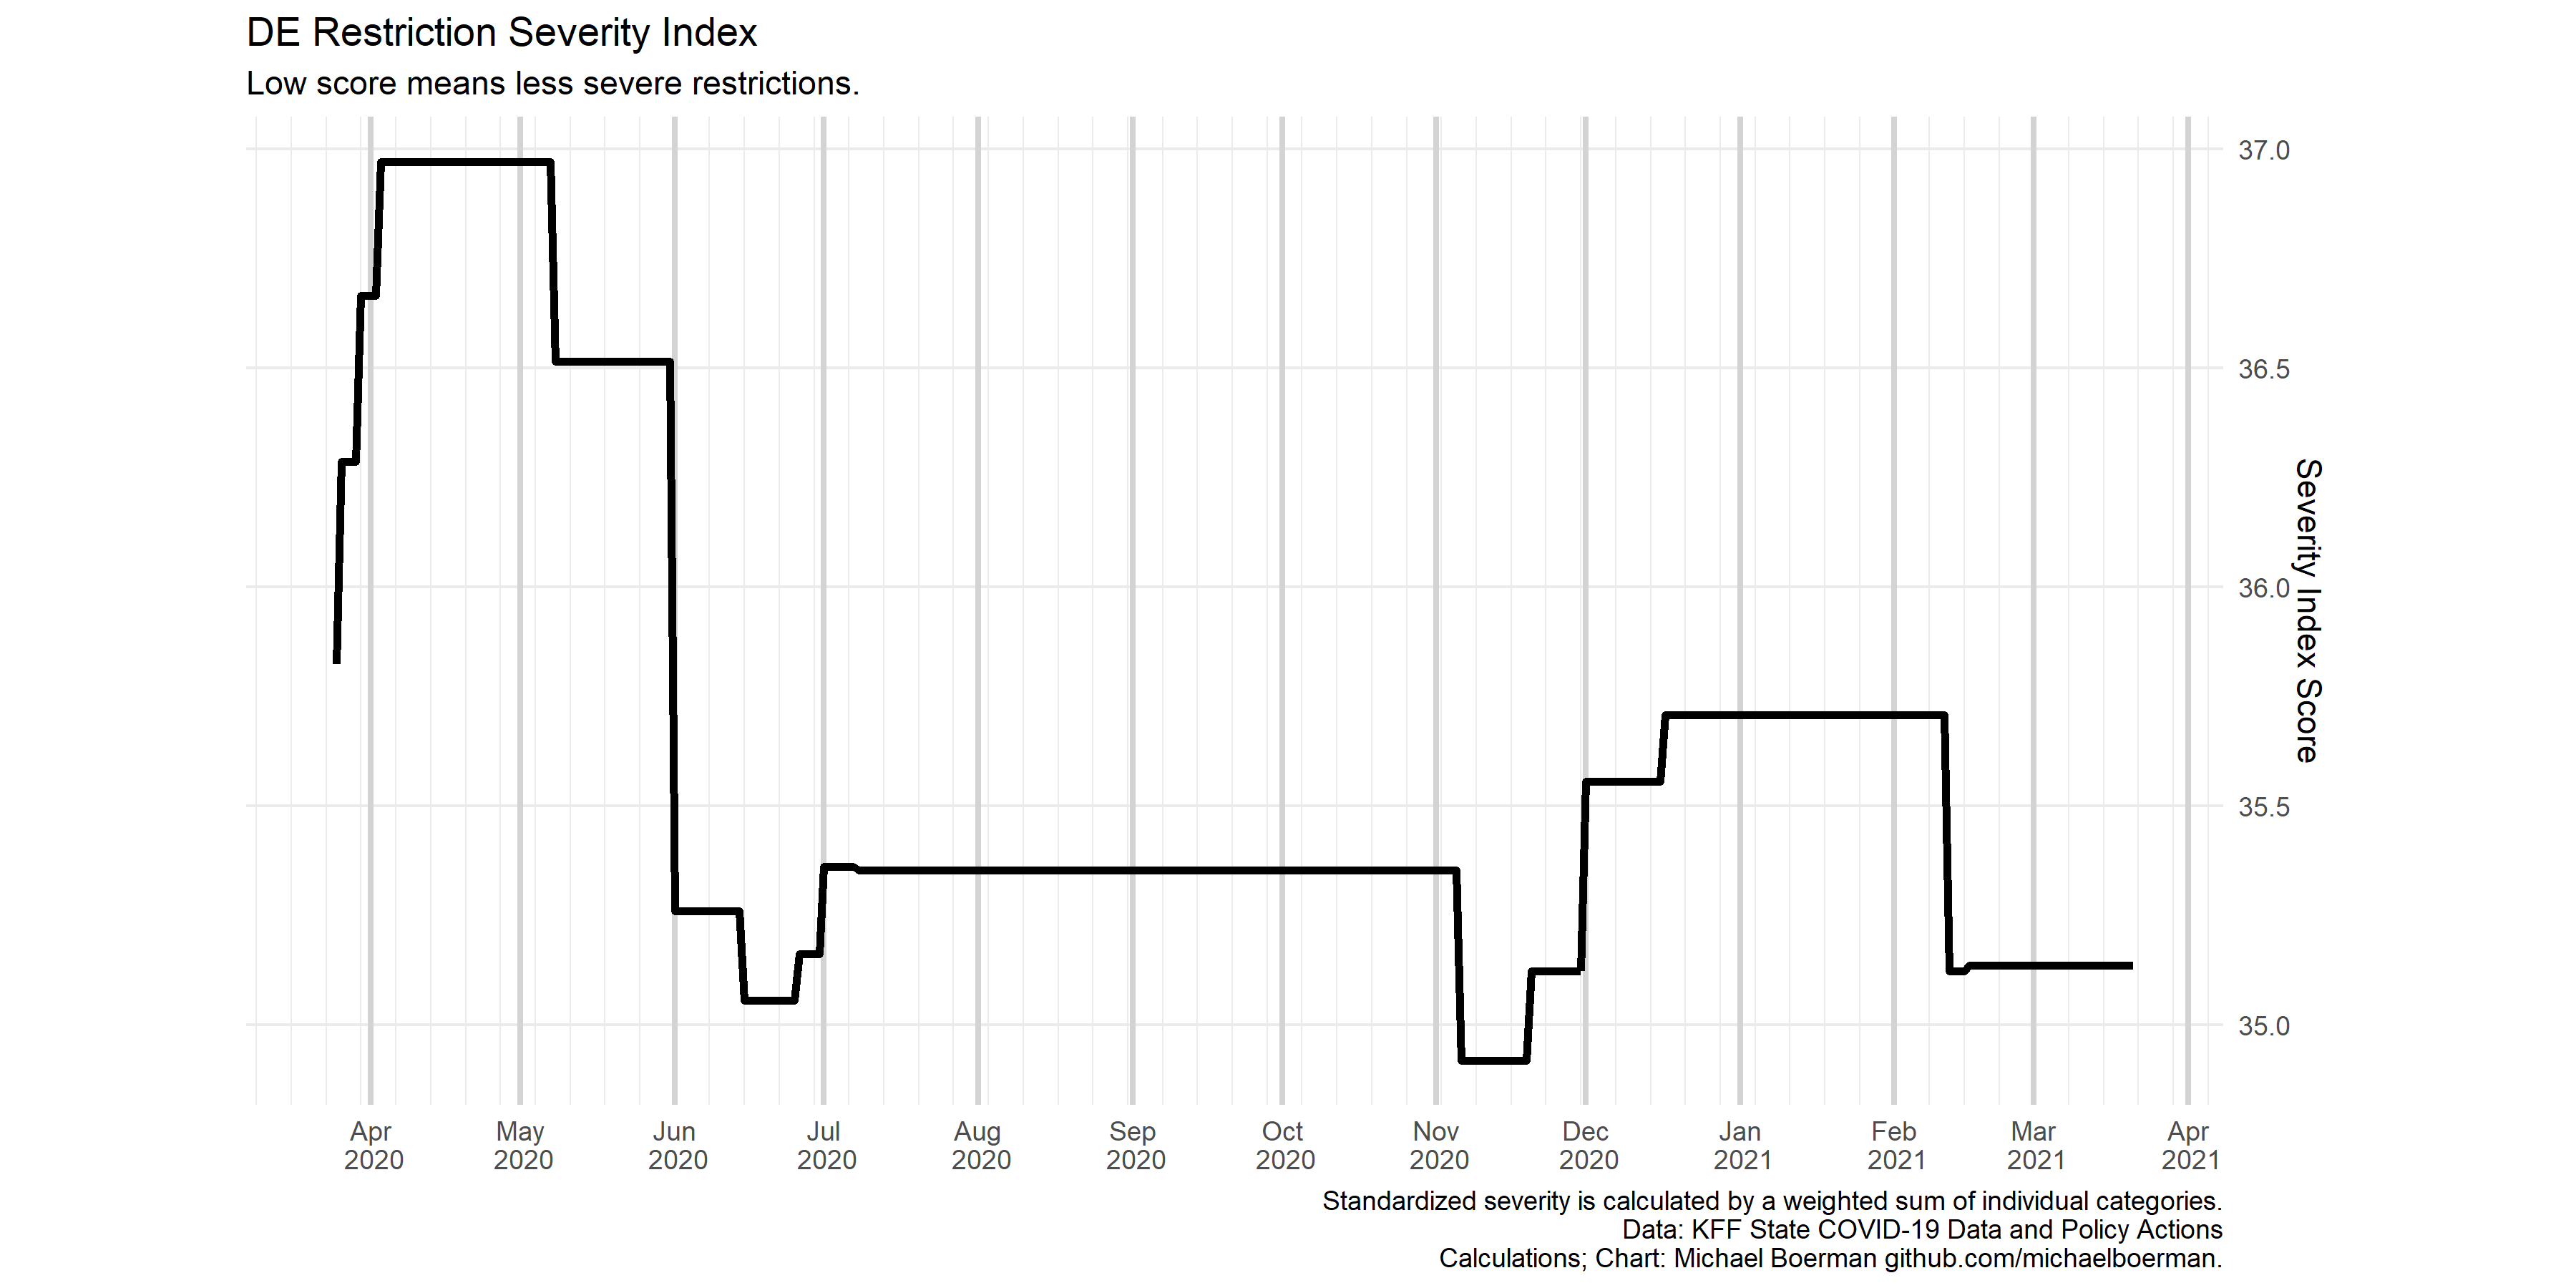 DE Restriction Severity Index
Low score means less severe restrictions.
37.0
36.5
36.0
35.5
35.0
Severity Index Score
Apr May Jun Jul Aug Sep Oct Nov Dec Jan Feb Mar Apr
2020 2020 2020 2020 2020 2020 2020 2020 2020 2021 2021 2021 2021
Standardized severity is calculated by a weighted sum of individual categories.
Data: KFF State COVID-19 Data and Policy Actions
Calculations; Chart: Michael Boerman github.com/michaelboerman.